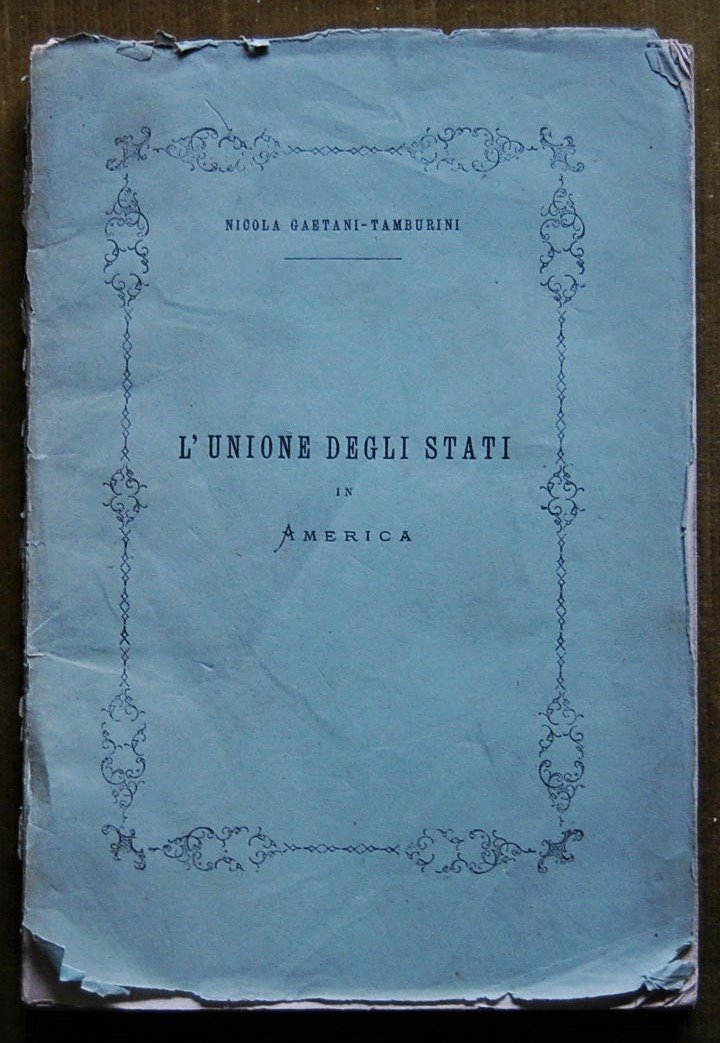 NICOLA GAETANI-TAMBURINI
L'UNIONE DEGLI STATI
IN
AMERICA